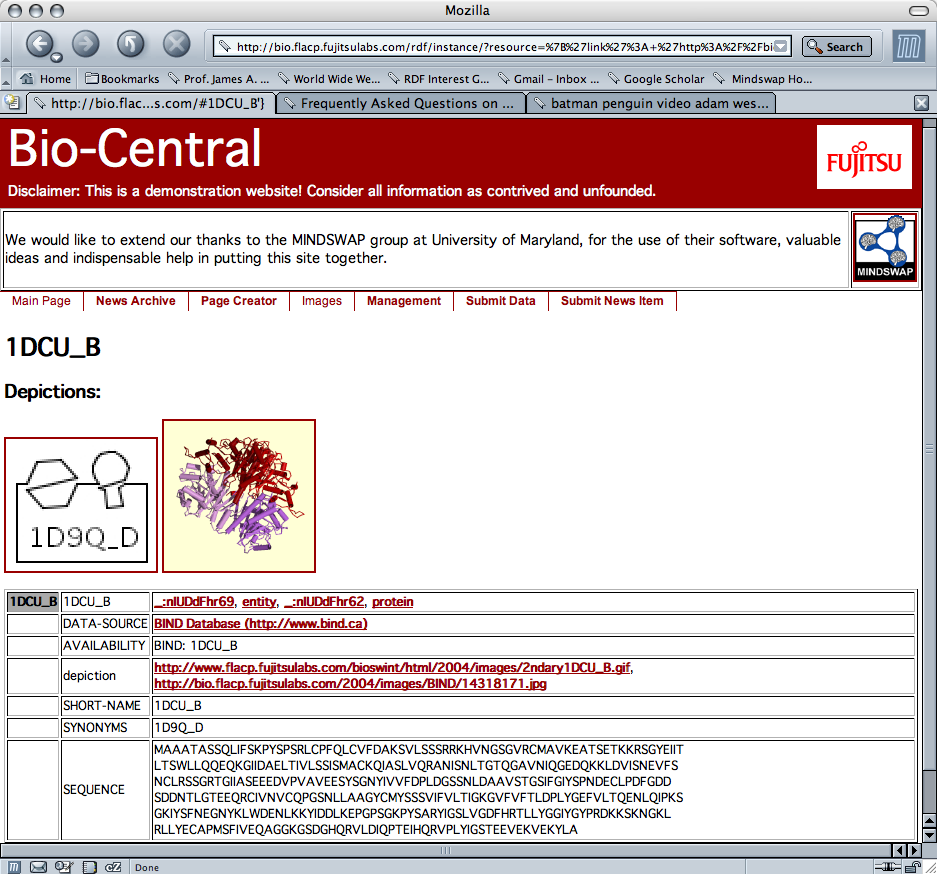 Mozilla
http://bio.flacp.fujitsulabs.com/rdf/instance/?resource=%7B%27link%27%3A+%27http%3A%2F%2Fbi
Search
Home Bookmarks Prof. James A. ... World Wide We... RDF Interest G... Gmail - Inbox ... Google Scholar Mindswap Ho...
http://bio.flac...s.com/#1DCU_B'} Frequently Asked Questions on ... batman penguin video adam wes...
Bio-Central
FUJITSU
Disclaimer: This is a demonstration website! Consider all information as contrived and unfounded.
We would like to extend our thanks to the MINDSWAP group at University of Maryland, for the use of their software, valuable
ideas and indispensable help in putting this site together.
MINDSWAP
Main Page News Archive Page Creator Images Management Submit Data Submit News Item
1DCU_B
Depictions:
1D9Q_D
1DCU_B 1DCU_B _:nIUDdFhr69, entity, _:nIUDdFhr62, protein
DATA-SOURCE BIND Database (http://www.bind.ca)
AVAILABILITY BIND: 1DCU_B
depiction http://www.flacp.fujitsulabs.com/bioswint/html/2004/images/2ndary1DCU_B.gif,
http://bio.flacp.fujitsulabs.com/2004/images/BIND/14318171.jpg
SHORT-NAME 1DCU_B
SYNONYMS 1D9Q_D
SEQUENCE MAAATASSQLIFSKPYSPSRLCPFQLCVFDAKSVLSSSRRKHVNGSGVRCMAVKEATSETKKRSGYEIIT
LTSWLLQQEQKGIIDAELTIVLSSISMACKQIASLVQRANISNLTGTQGAVNIQGEDQKKLDVISNEVFS
NCLRSSGRTGIIASEEEDVPVAVEESYSGNYIVVFDPLDGSSNLDAAVSTGSIFGIYSPNDECLPDFGDD
SDDNTLGTEEQRCIVNVCQPGSNLLAAGYCMYSSSVIFVLTIGKGVFVFTLDPLYGEFVLTQENLQIPKS
GKIYSFNEGNYKLWDENLKKYIDDLKEPGPSGKPYSARYIGSLVGDFHRTLLYGGIYGYPRDKKSKNGKL
RLLYECAPMSFIVEQAGGKGSDGHQRVLDIQPTEIHQRVPLYIGSTEEVEKVEKYLA
Done